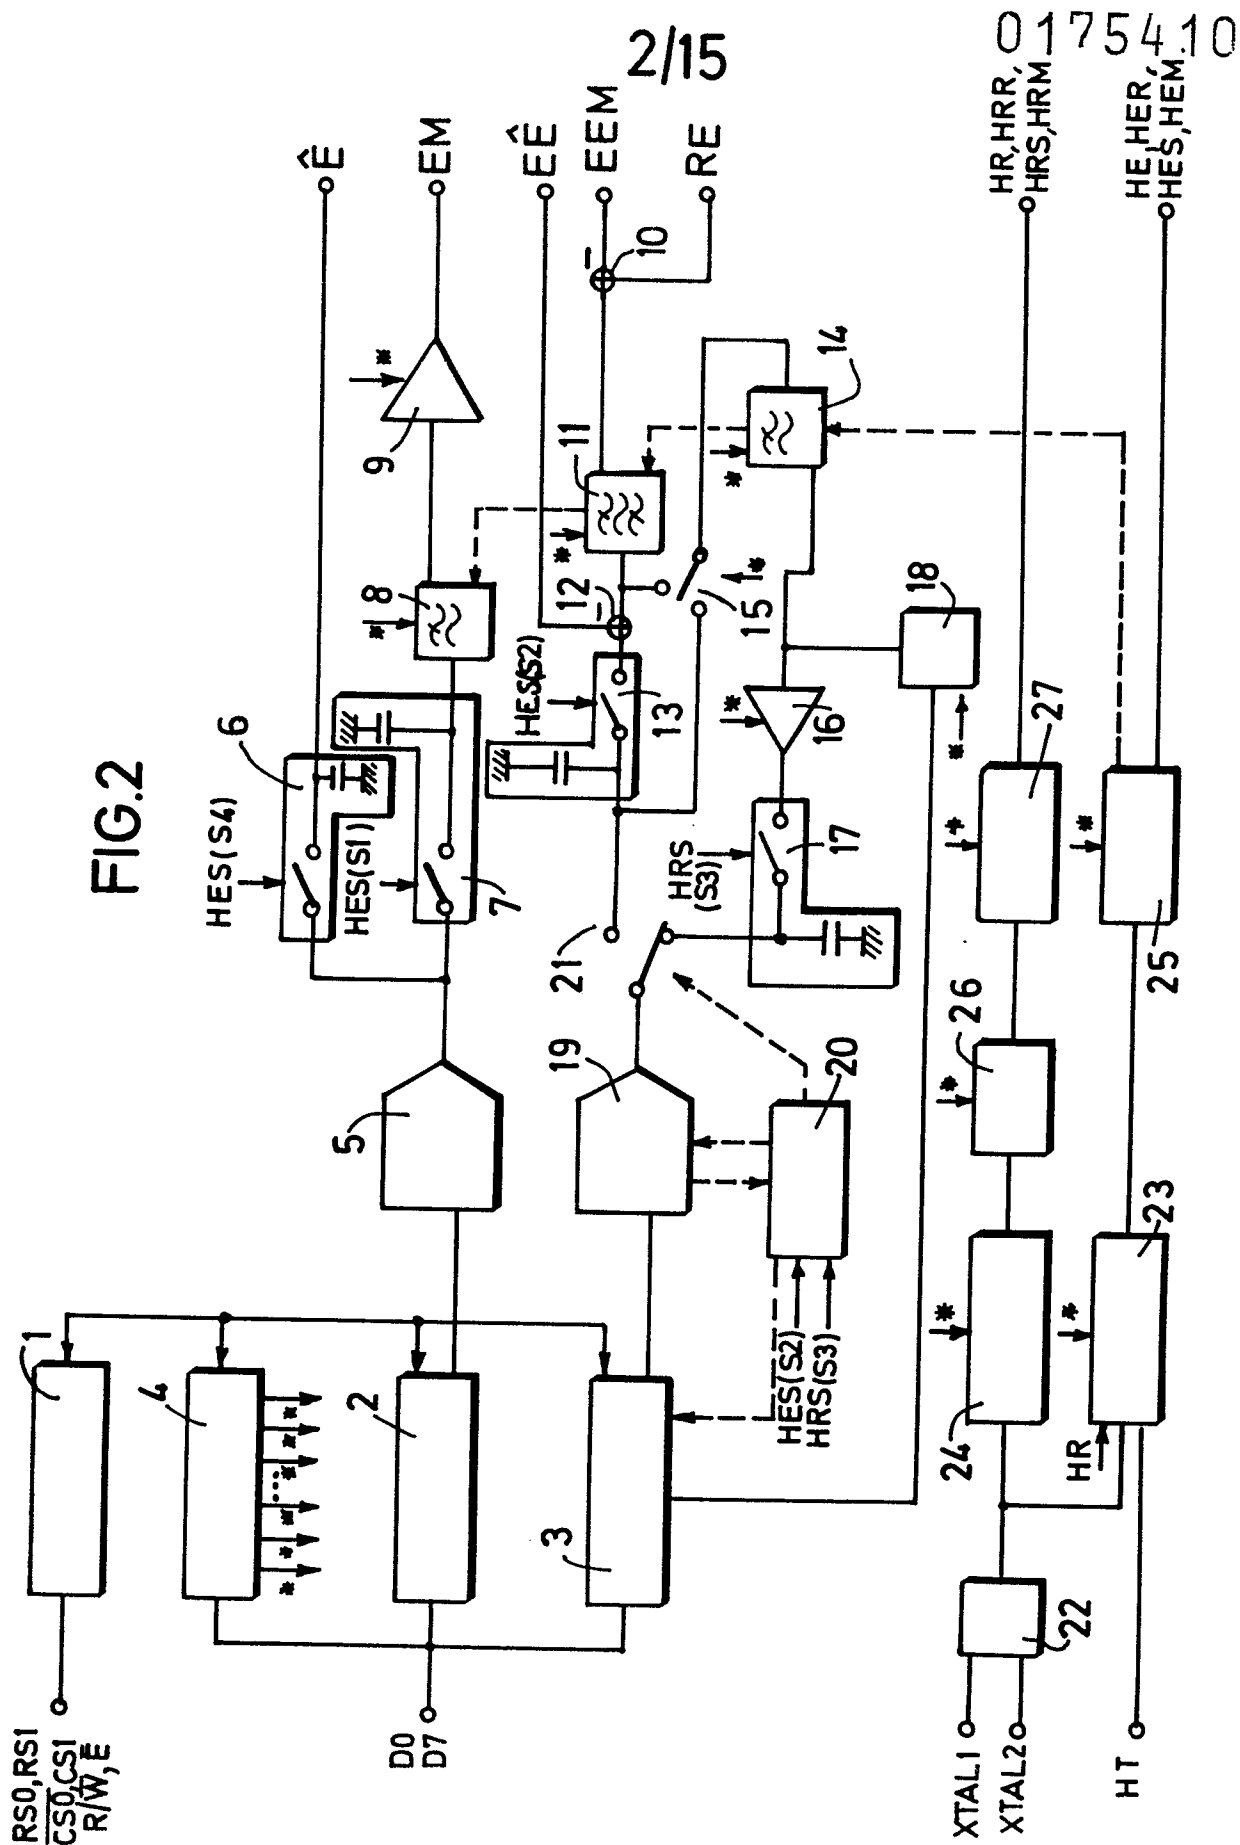 0175410
2/15
FIG.2
RS0,RS1
CS0,CS1
R/W,E
D0
D7
XTAL1
XTAL2
HT
1
4
2
3
5
19
20
HES(S2)
HRS(S3)
HES(S4)
HES(S1)
6
7
8
9
HES(S2)
13
12
11
10
21
HRS
(S3)
17
16
15
14
18
22
24
23
HR
26
27
25
Ê
EM
EÊ
EEM
RE
HR,HRR,
HRS,HRM
HE,HER,
HES,HEM